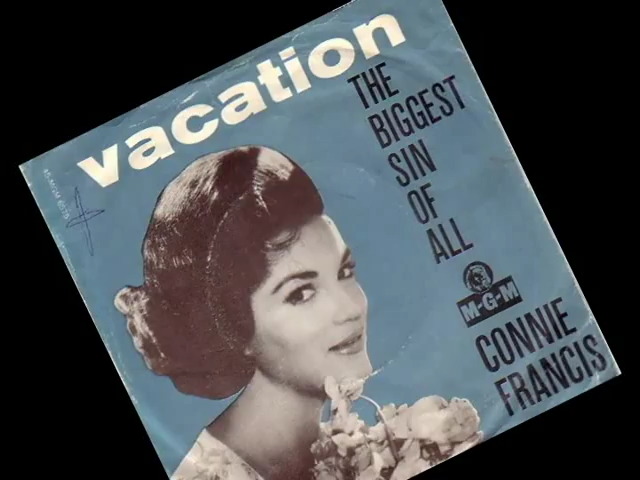 vacation
THE
BIGGEST
SIN
OF
ALL
M-G-M
CONNIE
FRANCIS